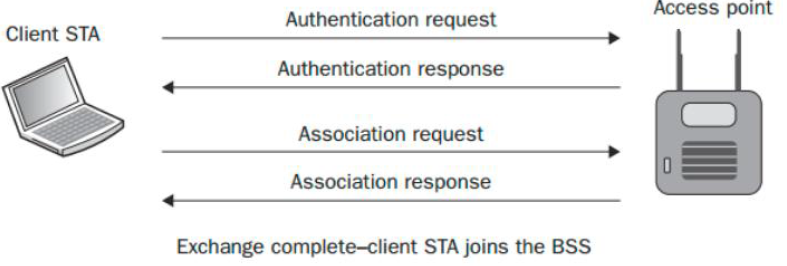 Access point
Client STA
Authentication request
Authentication response
Association request
Association response
Exchange complete–client STA joins the BSS